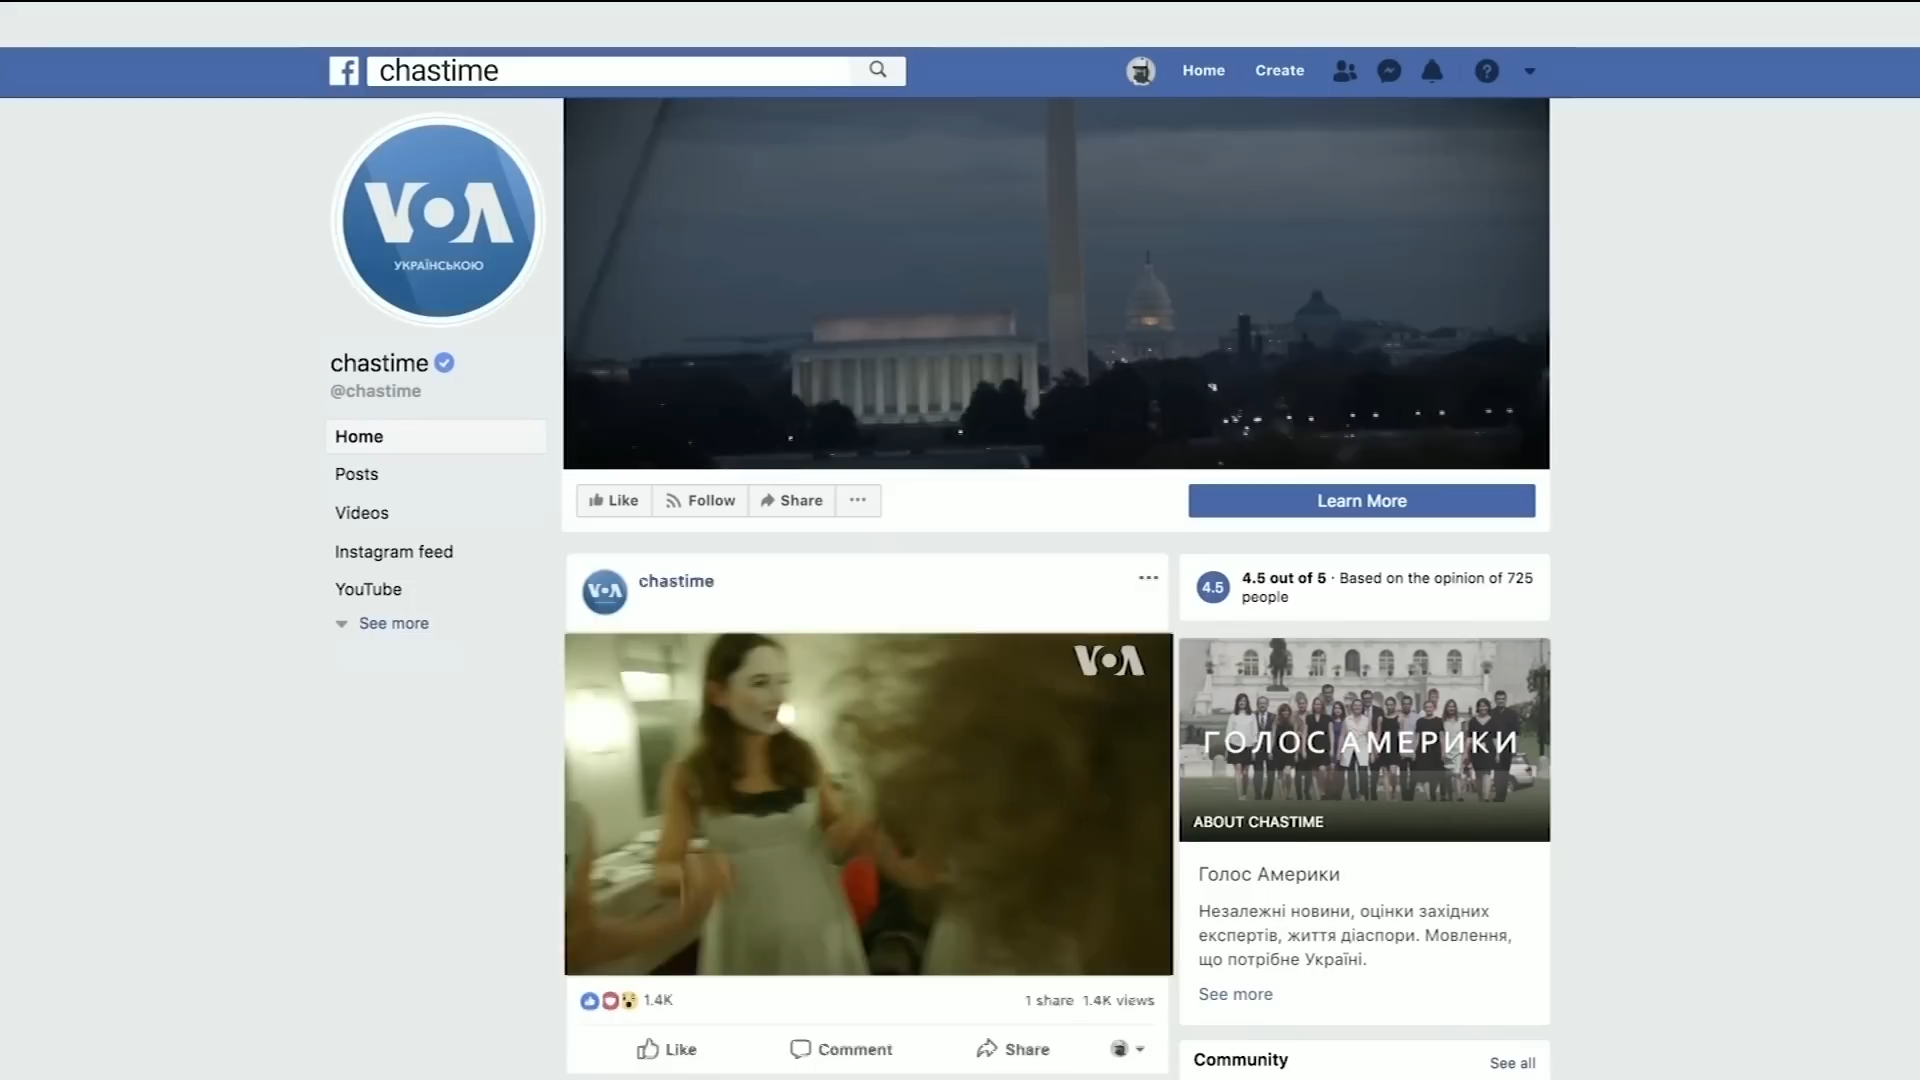 chastime
Home
Create
VOA
УКРАЇНСЬКОЮ
chastime
@chastime
Home
Posts
Videos
Instagram feed
YouTube
See more
Like
Follow
Share
Learn More
VOA
chastime
VOA
1.4K
1 share 1.4K views
Like
Comment
Share
4.5
4.5 out of 5 · Based on the opinion of 725
people
ГОЛОС АМЕРИКИ
ABOUT CHASTIME
Голос Америки
Незалежні новини, оцінки західних
експертів, життя діаспори. Мовлення,
що потрібне Україні.
See more
Community
See all